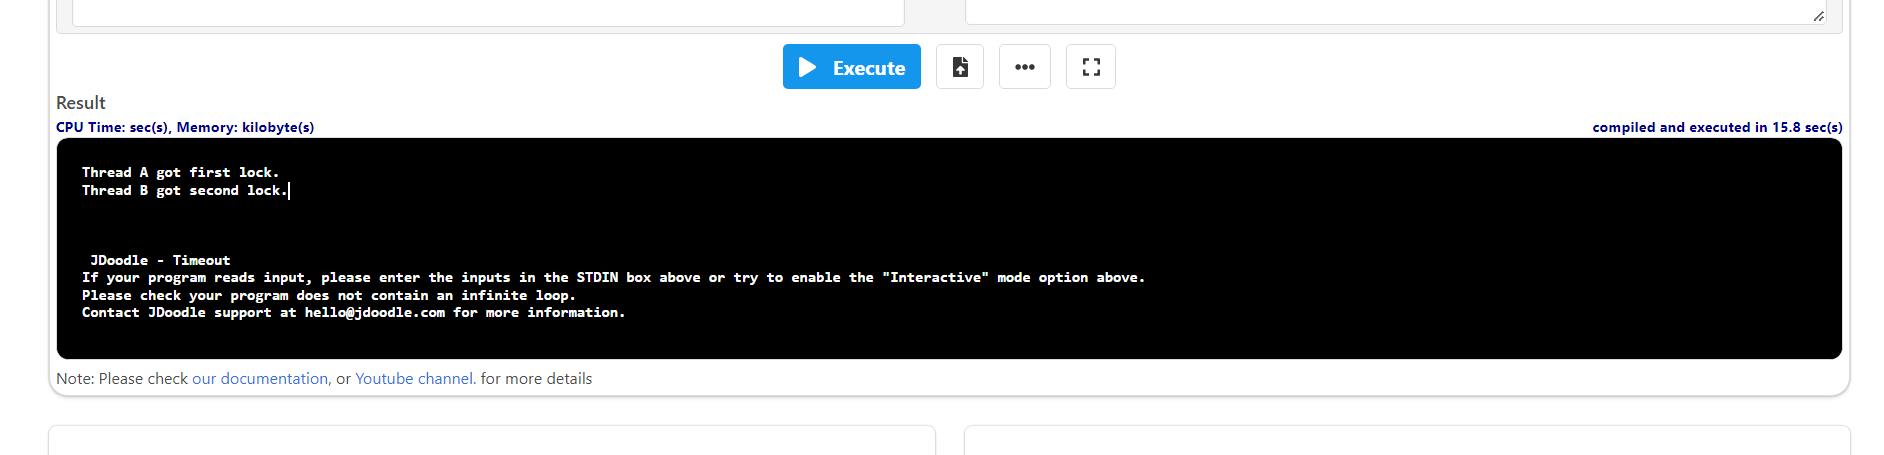 Execute
Result
CPU Time: sec(s), Memory: kilobyte(s)
compiled and executed in 15.8 sec(s)
Thread A got first lock.
Thread B got second lock.
JDoodle - Timeout
If your program reads input, please enter the inputs in the STDIN box above or try to enable the "Interactive" mode option above.
Please check your program does not contain an infinite loop.
Contact JDoodle support at hello@jdoodle.com for more information.
Note: Please check our documentation, or Youtube channel. for more details